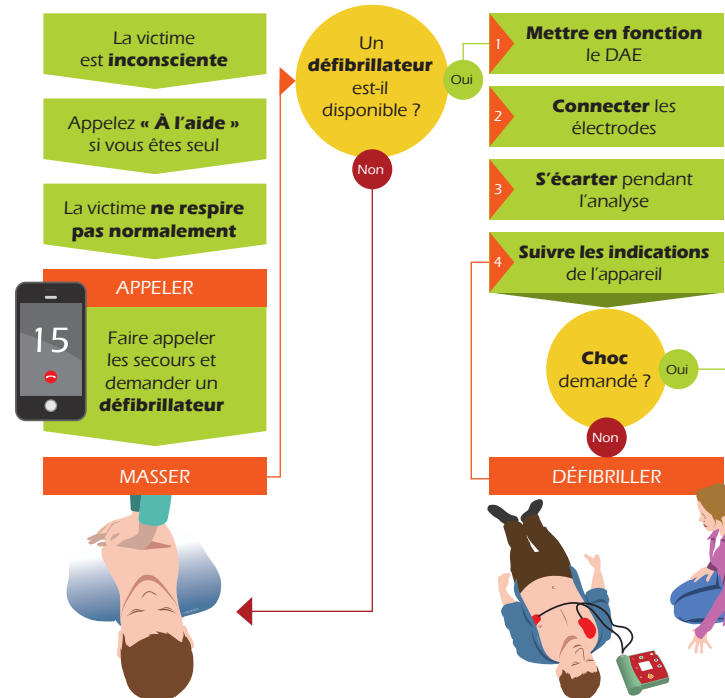 La victime
est inconsciente
Appelez « À l'aide »
si vous êtes seul
La victime ne respire
pas normalement
APPELER
15
Faire appeler
les secours et
demander un
défibrillateur
MASSER
Un
défibrillateur
est-il
disponible ?
Oui
Non
1
Mettre en fonction
le DAE
2
Connecter les
électrodes
3
S'écarter pendant
l'analyse
4
Suivre les indications
de l'appareil
Choc
demandé ?
Oui
Non
DÉFIBRILLER